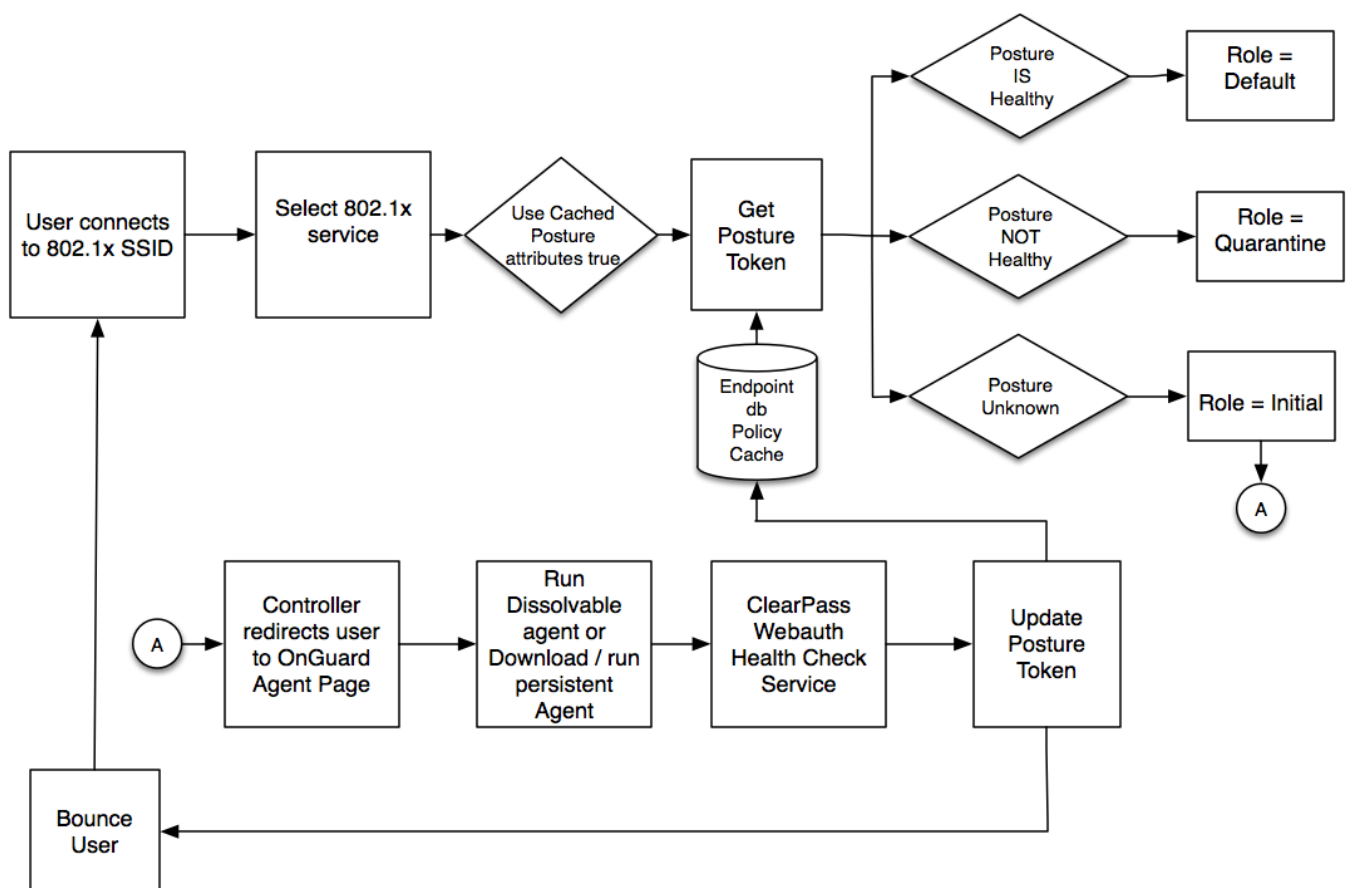 User connects
to 802.1x SSID
Select 802.1x
service
Use Cached
Posture
attributes true
Get
Posture
Token
Endpoint
db
Policy
Cache
Posture
IS
Healthy
Role =
Default
Posture
NOT
Healthy
Role =
Quarantine
Posture
Unknown
Role = Initial
A
A
Controller
redirects user
to OnGuard
Agent Page
Run
Dissolvable
agent or
Download / run
persistent
Agent
ClearPass
Webauth
Health Check
Service
Update
Posture
Token
Bounce
User